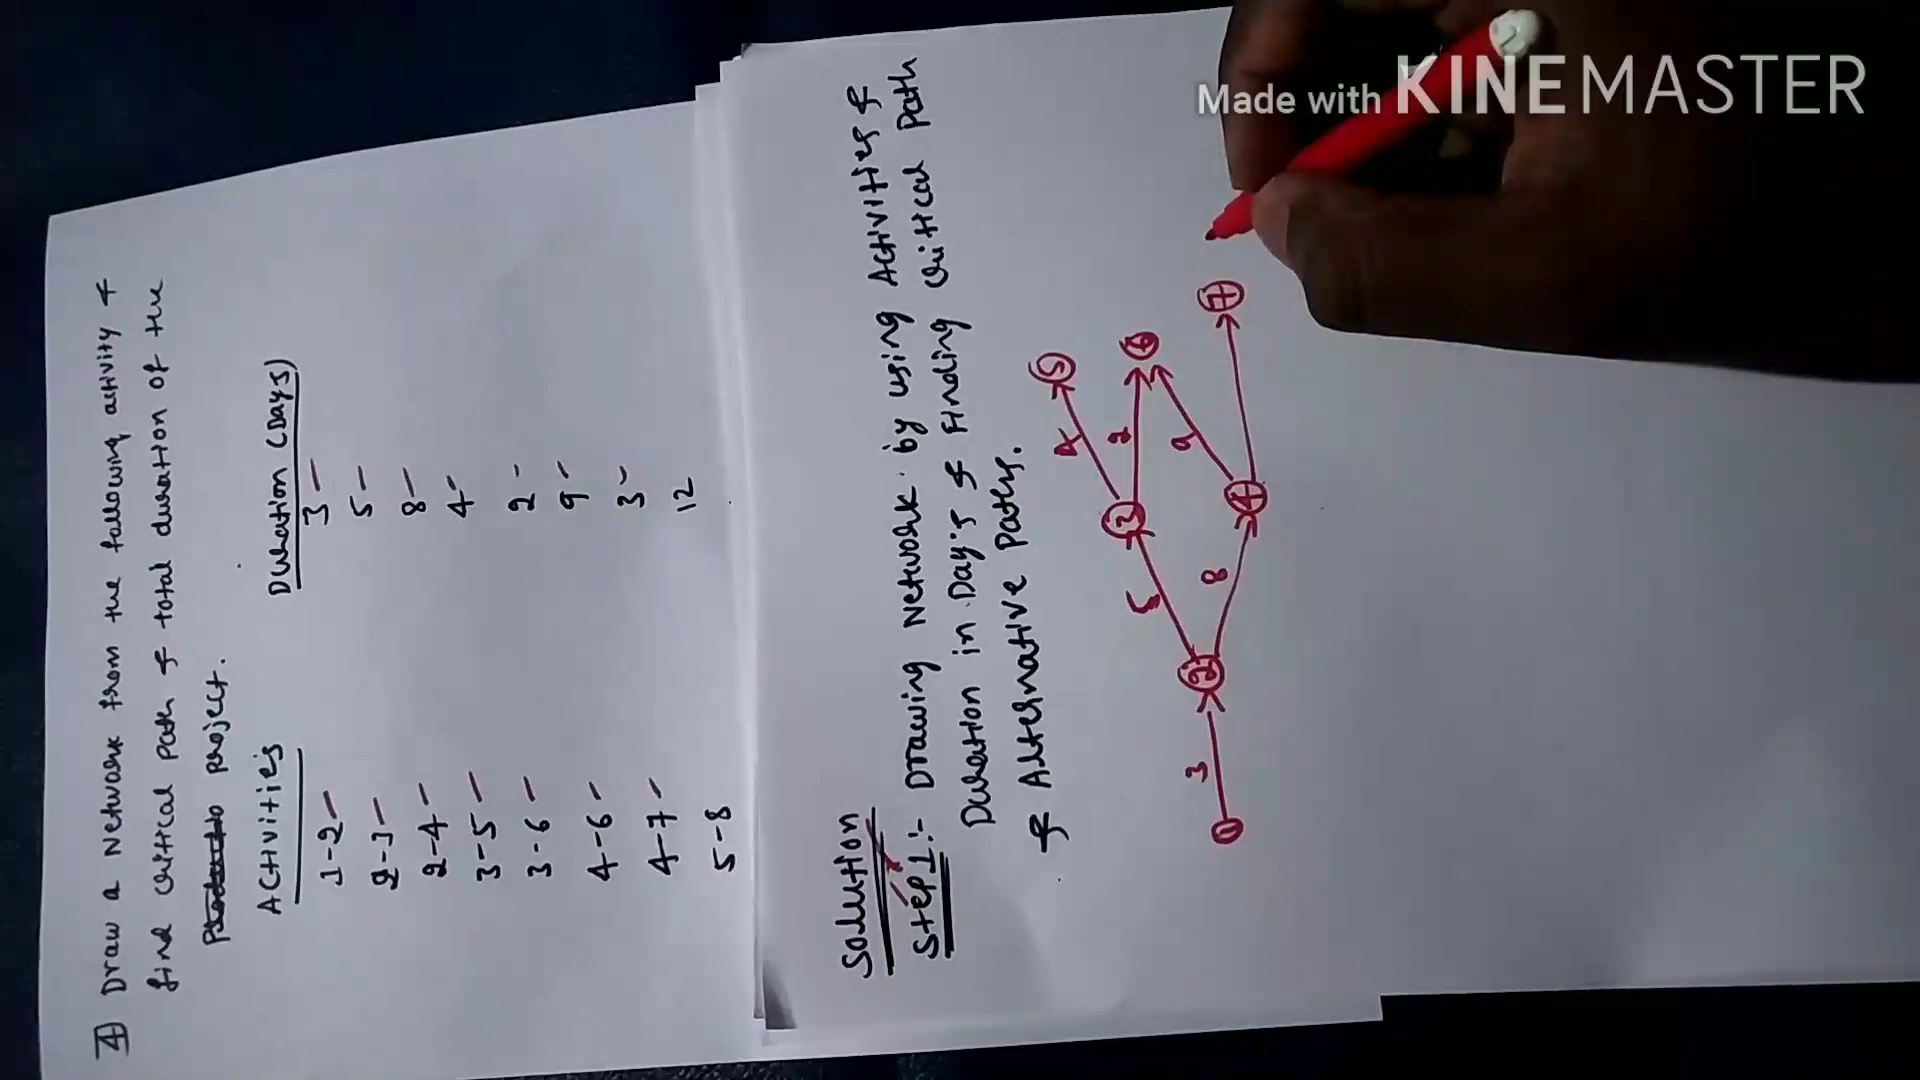 4 Draw a Network from the following activity &
find critical path & total duration of the
project.
Activities Duration (Days)
1-2 3
2-3 5
2-4 8
3-5 4
3-6 2
4-6 9
4-7 3
5-8 12
Solution
Step 1:- Drawing Network by using Activities &
Duration in Days & Finding critical path
& Alternative Paths.
1 3 2 5 3 4 5
2 6
8 4 9
7
Made with KINEMASTER